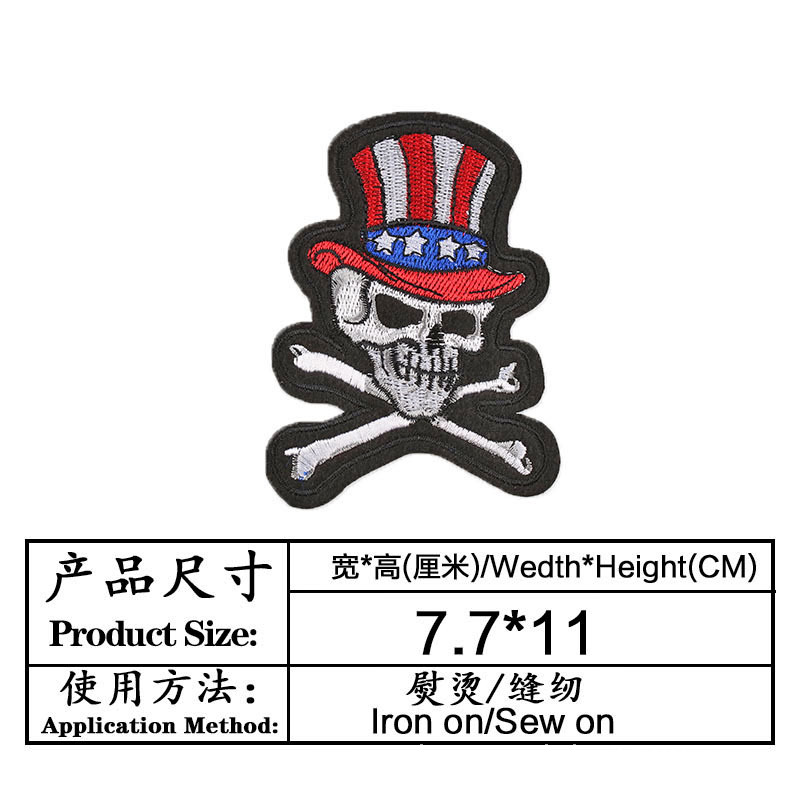 产品尺寸
Product Size:
宽*高(厘米)/Wedth*Height(CM)
7.7*11
使用方法：
Application Method:
熨烫/缝纫
Iron on/Sew on